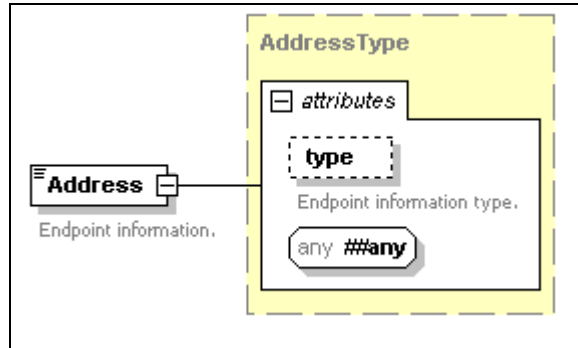 AddressType
attributes
type
Endpoint information type.
Address
Endpoint information.
any ##any